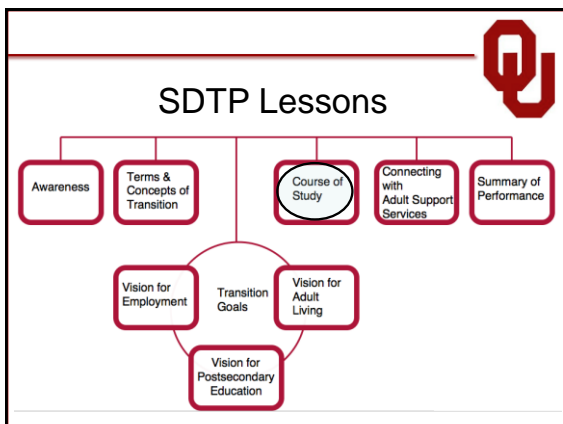 OU
SDTP Lessons
Awareness
Terms &
Concepts of
Transition
Course of
Study
Connecting
with
Adult Support
Services
Summary of
Performance
Vision for
Employment
Transition
Goals
Vision for
Adult
Living
Vision for
Postsecondary
Education